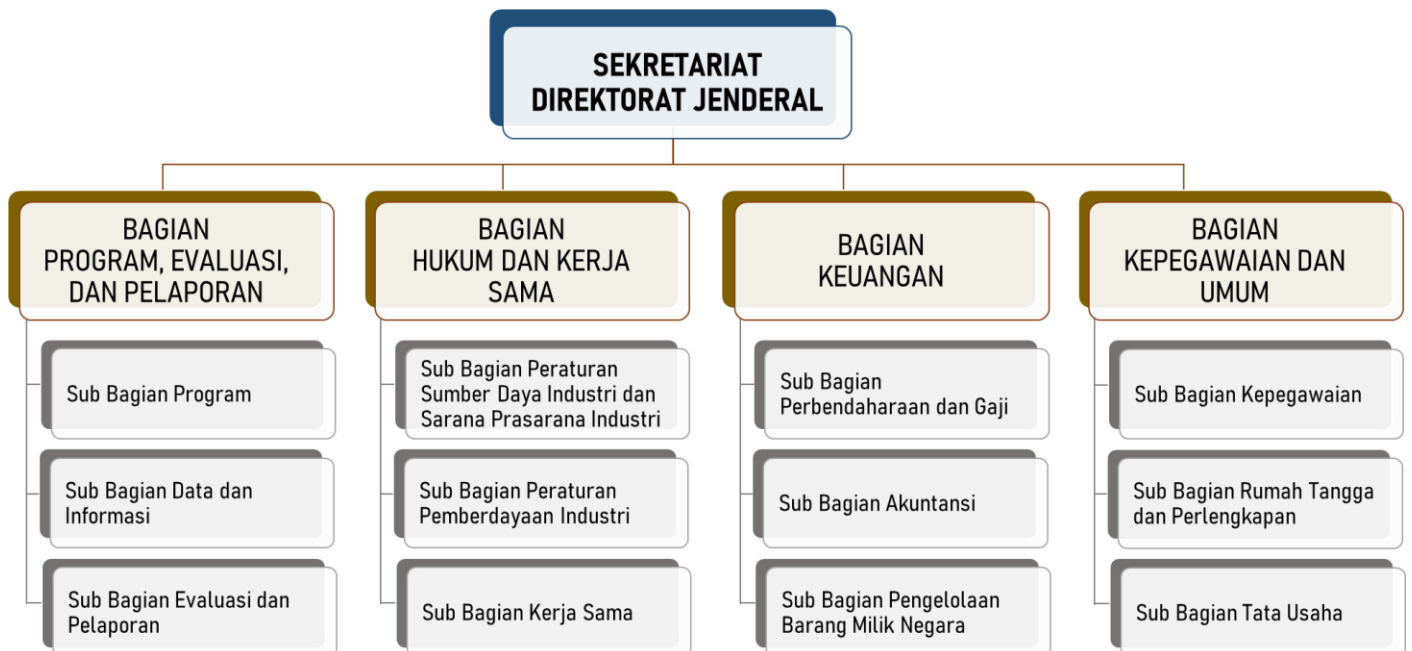 SEKRETARIAT
DIREKTORAT JENDERAL
BAGIAN
PROGRAM, EVALUASI,
DAN PELAPORAN
Sub Bagian Program
Sub Bagian Data dan
Informasi
Sub Bagian Evaluasi dan
Pelaporan
BAGIAN
HUKUM DAN KERJA
SAMA
Sub Bagian Peraturan
Sumber Daya Industri dan
Sarana Prasarana Industri
Sub Bagian Peraturan
Pemberdayaan Industri
Sub Bagian Kerja Sama
BAGIAN
KEUANGAN
Sub Bagian
Perbendaharaan dan Gaji
Sub Bagian Akuntansi
Sub Bagian Pengelolaan
Barang Milik Negara
BAGIAN
KEPEGAWAIAN DAN
UMUM
Sub Bagian Kepegawaian
Sub Bagian Rumah Tangga
dan Perlengkapan
Sub Bagian Tata Usaha